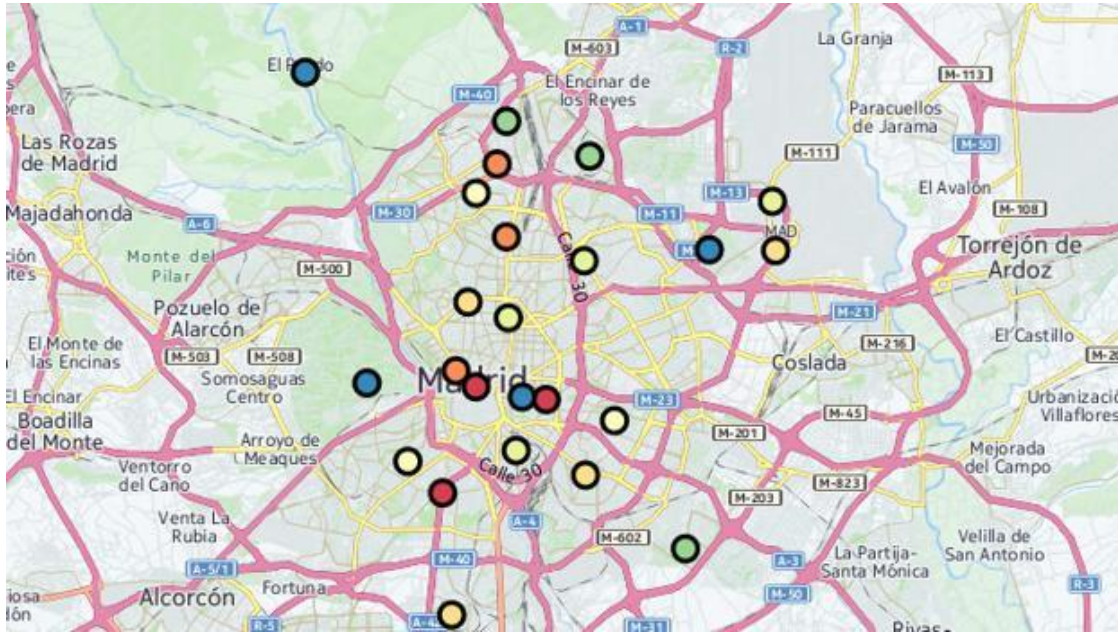 A-1
La Granja
M-603
R-2
El Encinar de
los Reyes
M-113
M-40
Paracuellos
de Jarama
Las Rozas
de Madrid
M-50
M-111
El Avalón
M-13
Majadahonda
M-30
M-11
M-108
A-6
MAD
Torrejón de
Ardoz
Monte del
Pilar
M-500
Calle 30
Pozuelo de
Alarcón
M-21
El Castillo
El Monte de
las Encinas
M-503
M-508
M-216
Coslada
Somosaguas
Centro
Madrid
El Encinar
M-23
Villaflores
M-45
Boadilla
del Monte
Arroyo de
Meaques
M-201
Mejorada
del Campo
Ventorro
del Cano
Calle 30
M-823
M-203
Venta La
Rubia
A-4
M-602
Velilla de
San Antonio
La Partija-
Santa Mónica
M-40
A-3
A-5/1
Fortuna
R-3
Alcorcón
M-50
R-5
M-31
Rivas-